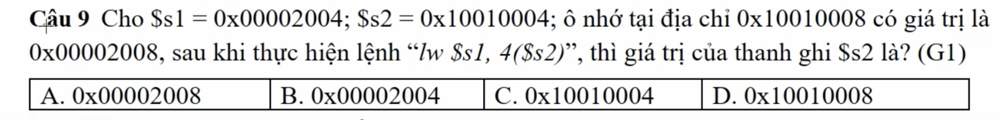 Câu 9 Cho $s1 = 0x00002004; $s2 = 0x10010004; ô nhớ tại địa chỉ 0x10010008 có giá trị là
0x00002008, sau khi thực hiện lệnh “lw $s1, 4($s2)”, thì giá trị của thanh ghi $s2 là? (G1)
A. 0x00002008 B. 0x00002004 C. 0x10010004 D. 0x10010008